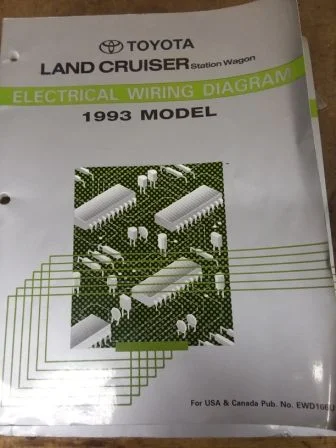 TOYOTA
LAND CRUISER Station Wagon
ELECTRICAL WIRING DIAGRAM
1993 MODEL
For USA & Canada Pub. No.